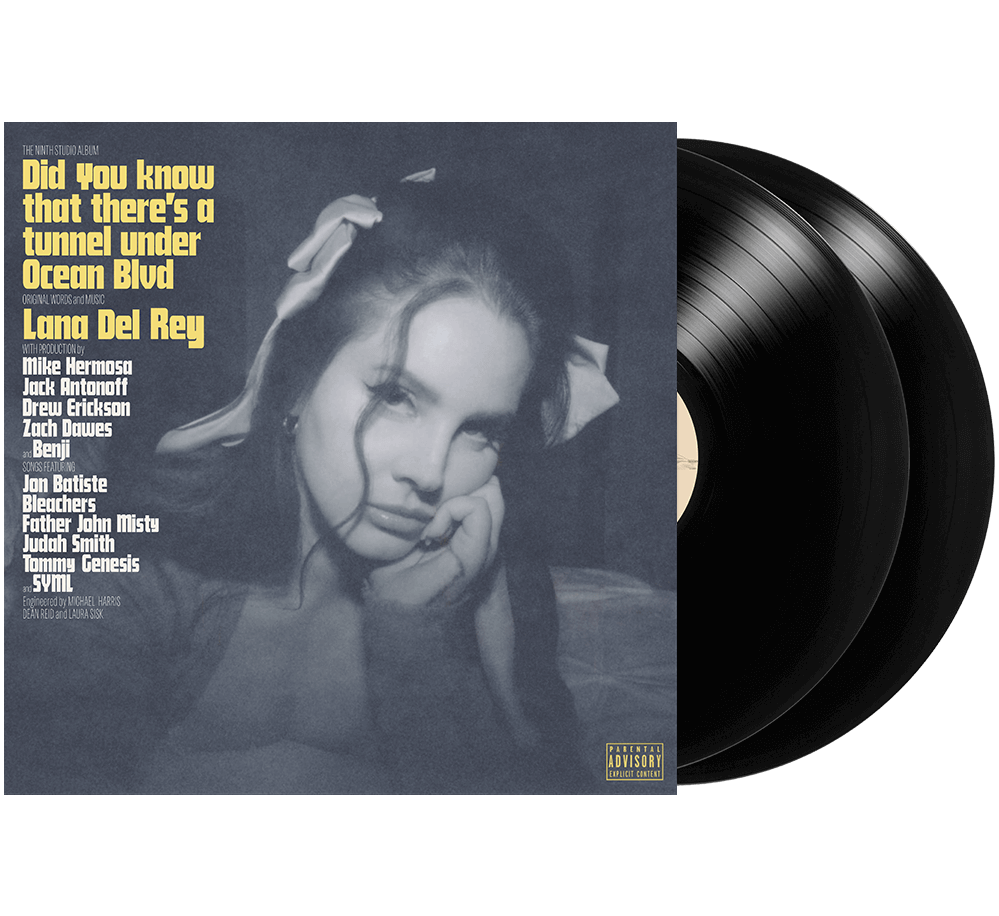 THE NINTH STUDIO ALBUM
Did you know
that there's a
tunnel under
Ocean Blvd
ORIGINAL WORDS and MUSIC
Lana Del Rey
WITH PRODUCTION by
Mike Hermosa
Jack Antonoff
Drew Erickson
Zach Dawes
and Benji
SONGS FEATURING
Jon Batiste
Bleachers
Father John Misty
Judah Smith
Tommy Genesis
and SYML
Engineered by MICHAEL HARRIS
DEAN REID and LAURA SISK
PARENTAL
ADVISORY
EXPLICIT CONTENT